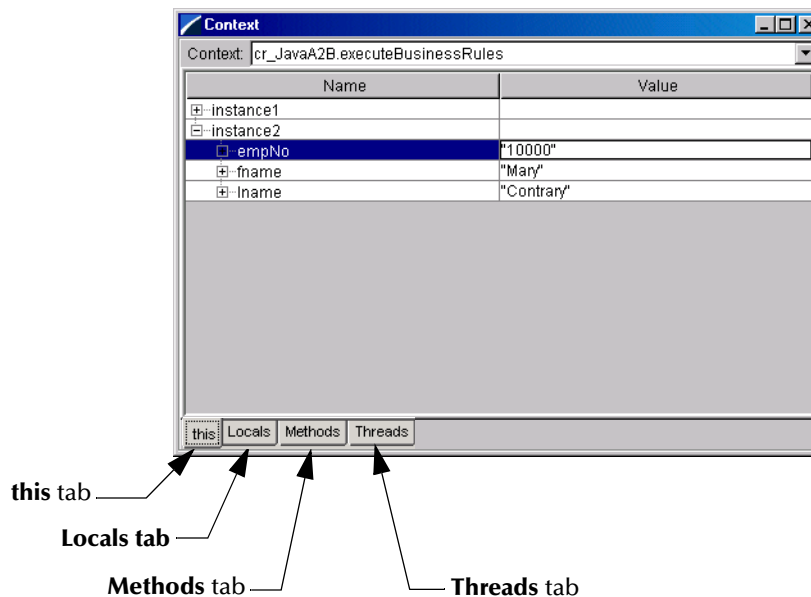 Context
Context: cr_JavaA2B.executeBusinessRules
Name Value
instance1
instance2
empNo "10000"
fname "Mary"
lname "Contrary"
this Locals Methods Threads
this tab
Locals tab
Methods tab Threads tab